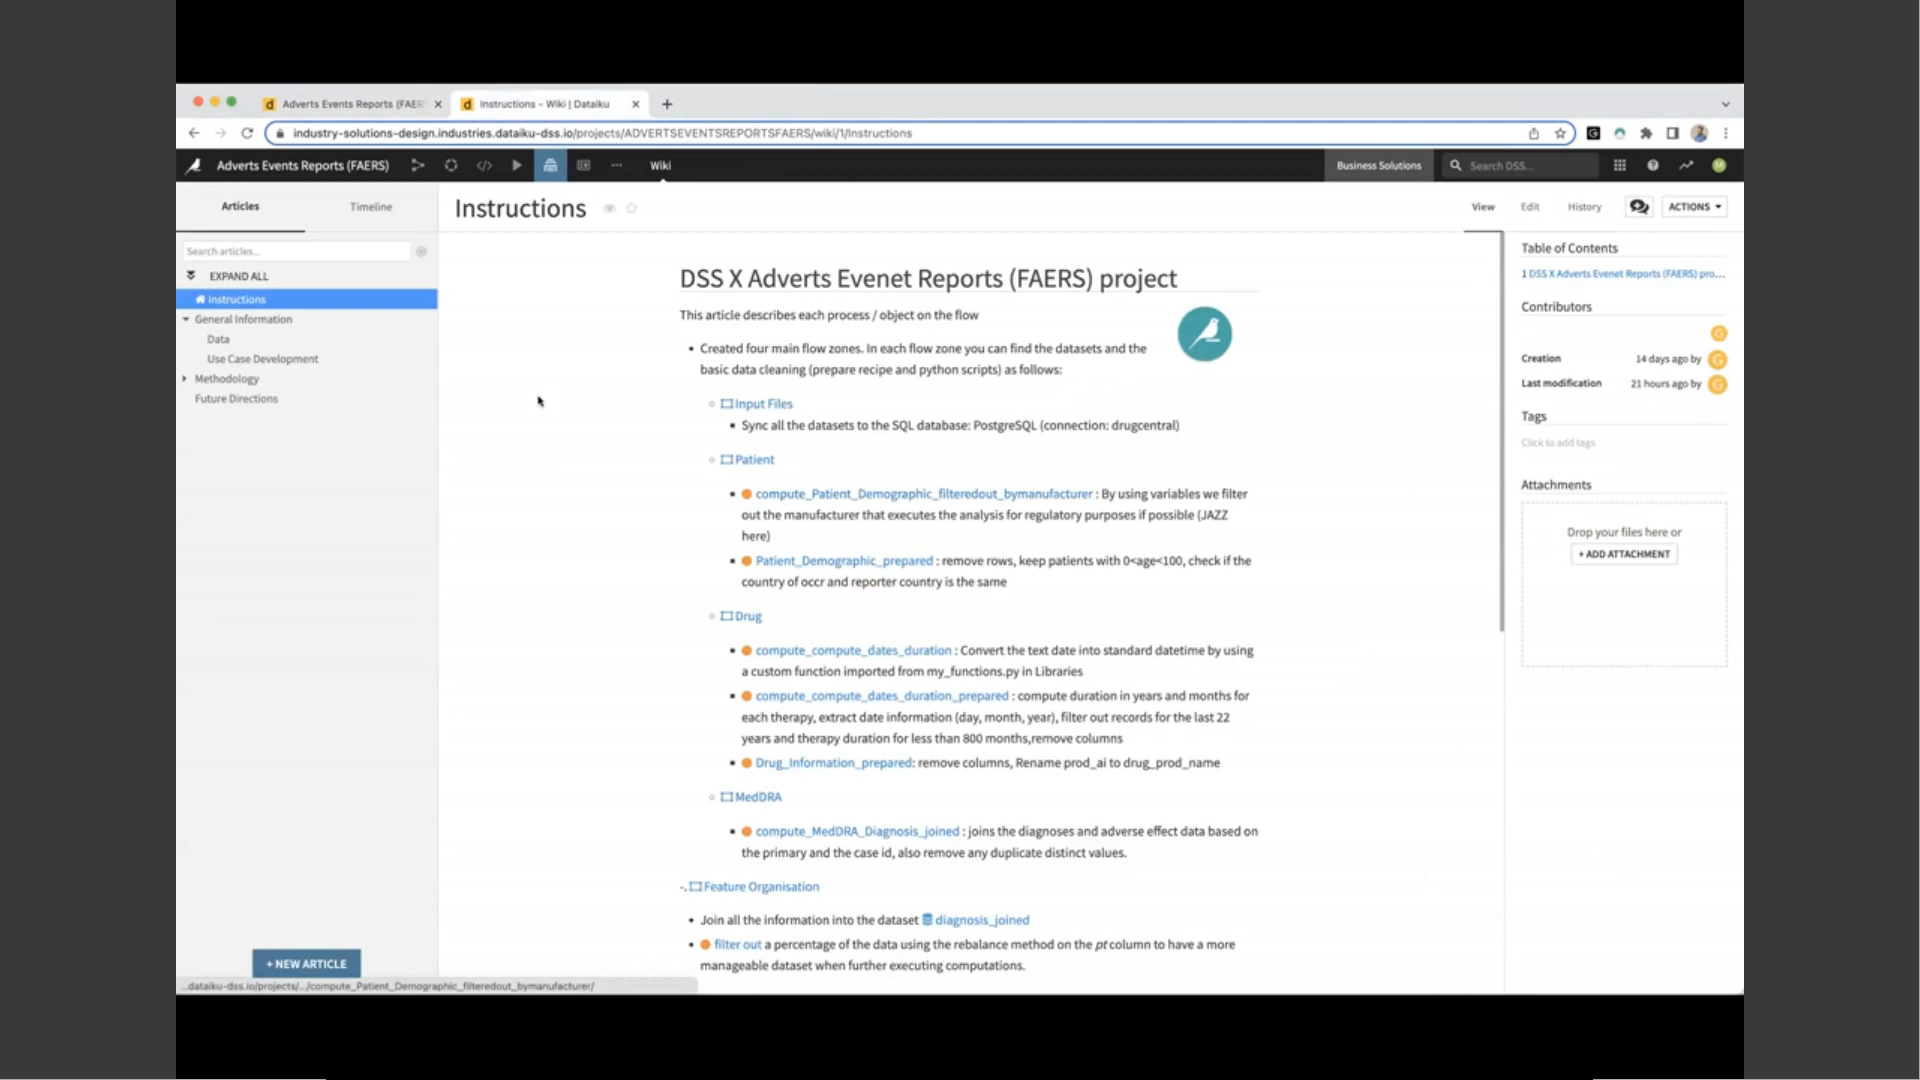 Adverts Events Reports (FAER
Instructions – Wiki | Dataiku
industry-solutions-design.industries.dataiku-dss.io/projects/ADVERTSEVENTSREPORTSFAERS/wiki/1/Instructions
Adverts Events Reports (FAERS)
Wiki
Business Solutions
Search DSS...
Articles
Timeline
Instructions
View
Edit
History
ACTIONS
Search articles...
EXPAND ALL
Instructions
General Information
Data
Use Case Development
Methodology
Future Directions
+ NEW ARTICLE
DSS X Adverts Evenet Reports (FAERS) project
This article describes each process / object on the flow
• Created four main flow zones. In each flow zone you can find the datasets and the
basic data cleaning (prepare recipe and python scripts) as follows:
Input Files
Sync all the datasets to the SQL database: PostgreSQL (connection: drugcentral)
Patient
compute_Patient_Demographic_filteredout_bymanufacturer : By using variables we filter
out the manufacturer that executes the analysis for regulatory purposes if possible (JAZZ
here)
Patient_Demographic_prepared : remove rows, keep patients with 0<age<100, check if the
country of occr and reporter country is the same
Drug
compute_compute_dates_duration : Convert the text date into standard datetime by using
a custom function imported from my_functions.py in Libraries
compute_compute_dates_duration_prepared : compute duration in years and months for
each therapy, extract date information (day, month, year), filter out records for the last 22
years and therapy duration for less than 800 months,remove columns
Drug_Information_prepared: remove columns, Rename prod_ai to drug_prod_name
MedDRA
compute_MedDRA_Diagnosis_joined : joins the diagnoses and adverse effect data based on
the primary and the case id, also remove any duplicate distinct values.
-. Feature Organisation
• Join all the information into the dataset diagnosis_joined
• filter out a percentage of the data using the rebalance method on the pt column to have a more
manageable dataset when further executing computations.
Table of Contents
1 DSS X Adverts Evenet Reports (FAERS) pro...
Contributors
G
Creation
14 days ago by G
Last modification
21 hours ago by G
Tags
Click to add tags
Attachments
Drop your files here or
+ ADD ATTACHMENT
...dataiku-dss.io/projects/.../compute_Patient_Demographic_filteredout_bymanufacturer/